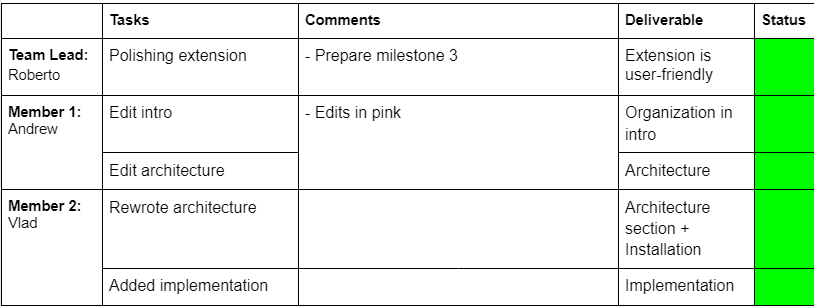 Tasks Comments Deliverable Status
Team Lead: Polishing extension - Prepare milestone 3 Extension is
Roberto user-friendly
Member 1: Edit intro - Edits in pink Organization in
Andrew intro
Edit architecture Architecture
Member 2: Rewrote architecture Architecture
Vlad section +
Installation
Added implementation Implementation